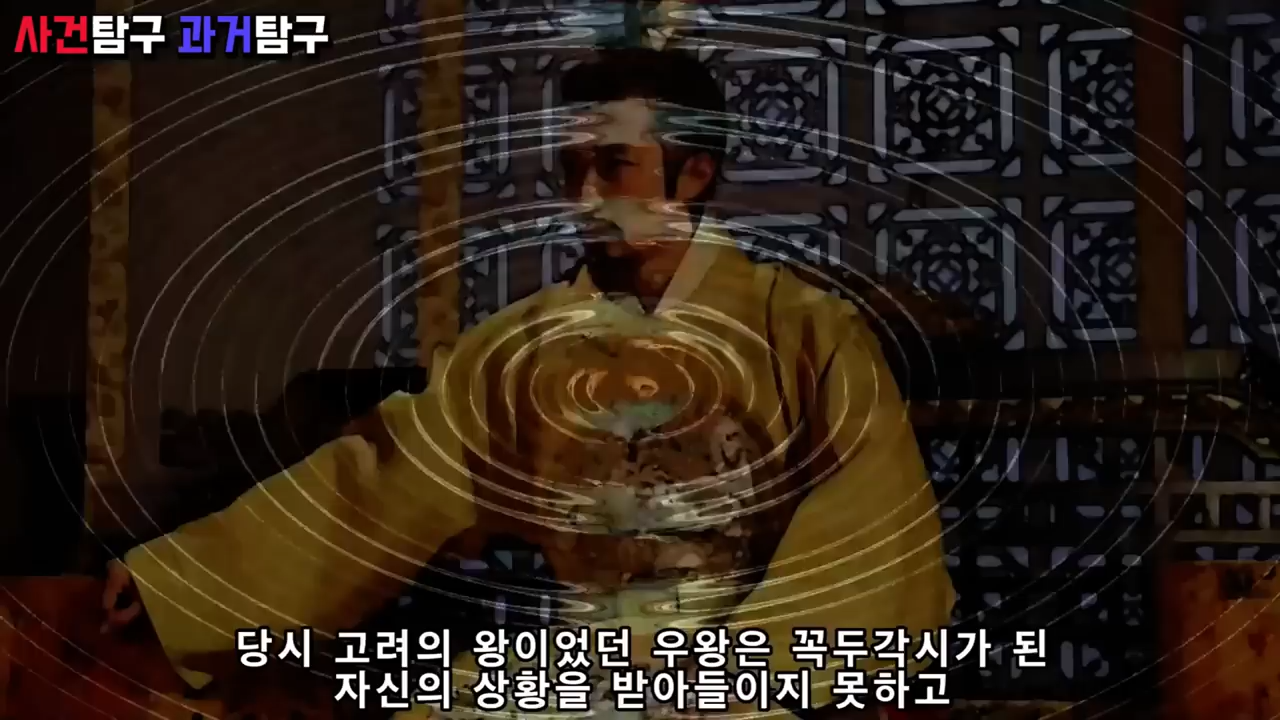 사건탐구 과거탐구
당시 고려의 왕이었던 우왕은 꼭두각시가 된
자신의 상황을 받아들이지 못하고